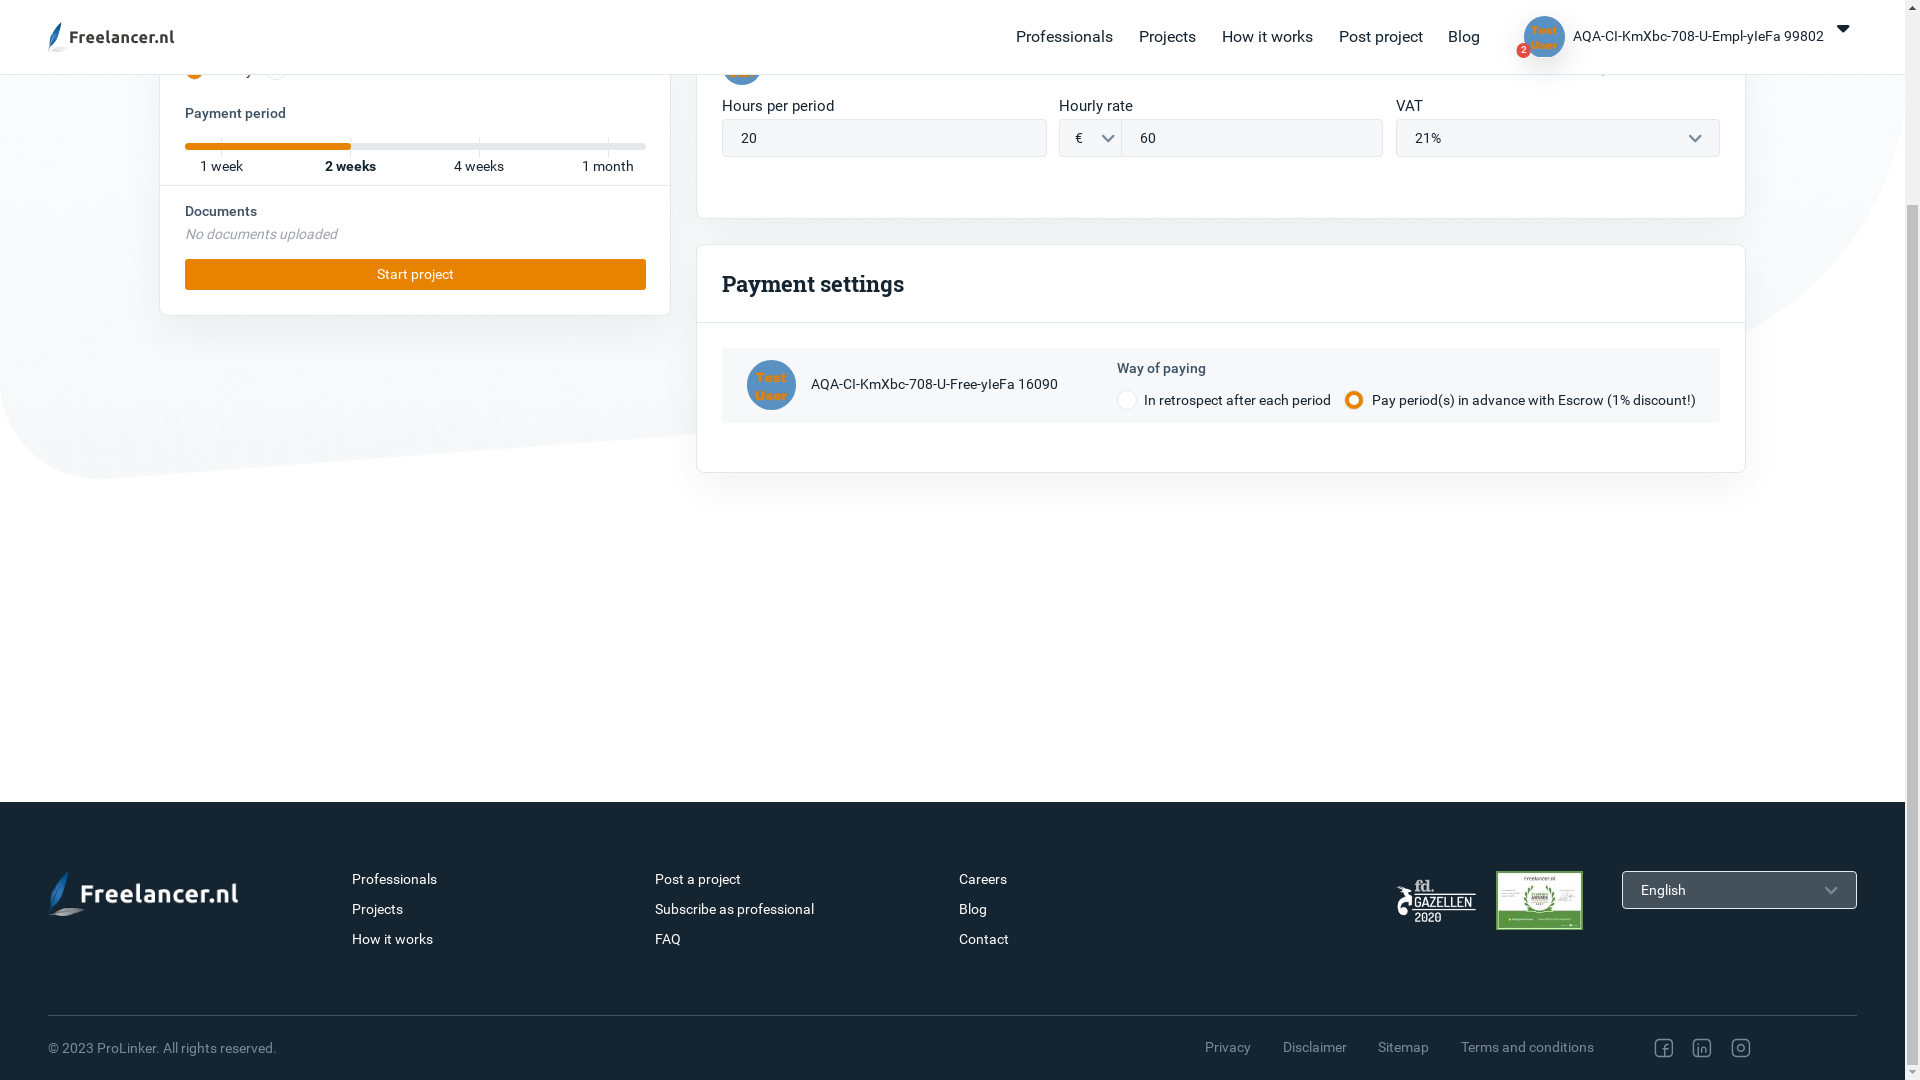 Freelancer.nl
Professionals
Projects
How it works
Post project
Blog
Test
User
2
AQA-CI-KmXbc-708-U-Empl-yIeFa 99802
Payment period
1 week
2 weeks
4 weeks
1 month
Documents
No documents uploaded
Start project
Hours per period
Hourly rate
VAT
20
€
60
21%
Payment settings
Test
User
AQA-CI-KmXbc-708-U-Free-yIeFa 16090
Way of paying
In retrospect after each period
Pay period(s) in advance with Escrow (1% discount!)
Freelancer.nl
Professionals
Projects
How it works
Post a project
Subscribe as professional
FAQ
Careers
Blog
Contact
fd.
GAZELLEN
2020
Freelancer.nl
English
© 2023 ProLinker. All rights reserved.
Privacy
Disclaimer
Sitemap
Terms and conditions